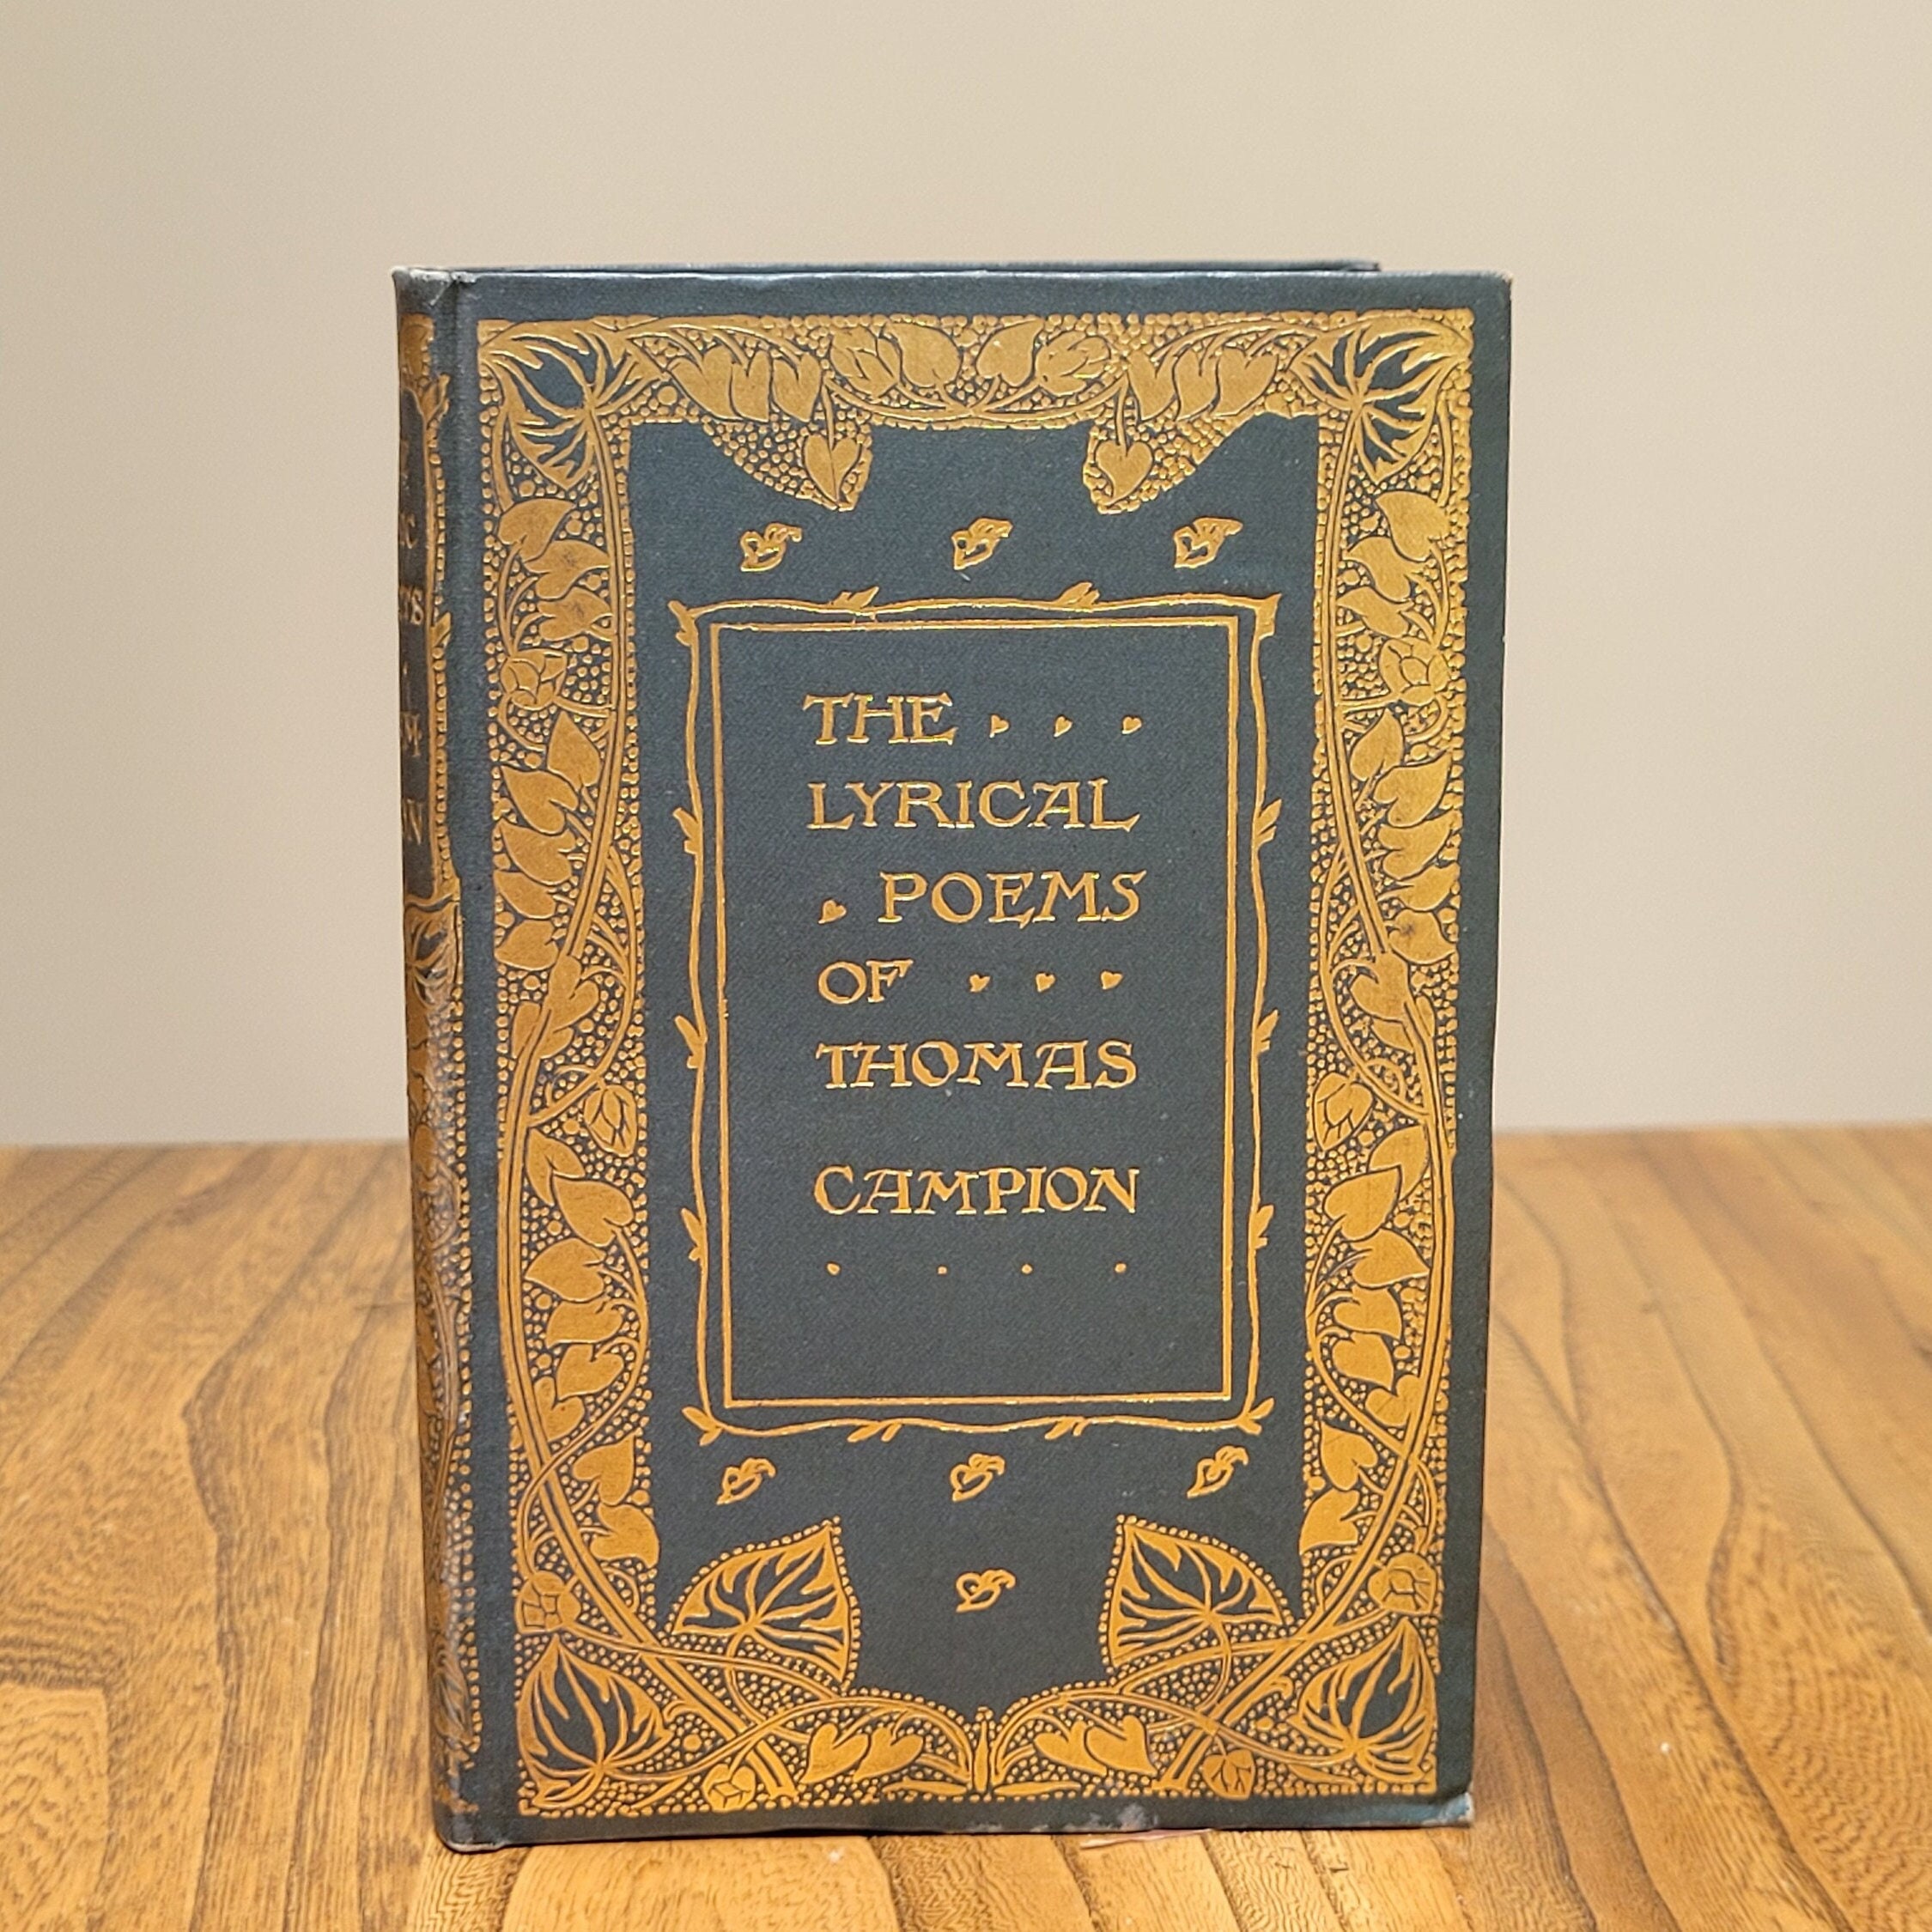 THE
LYRICAL
POEMS
OF
THOMAS
CAMPION